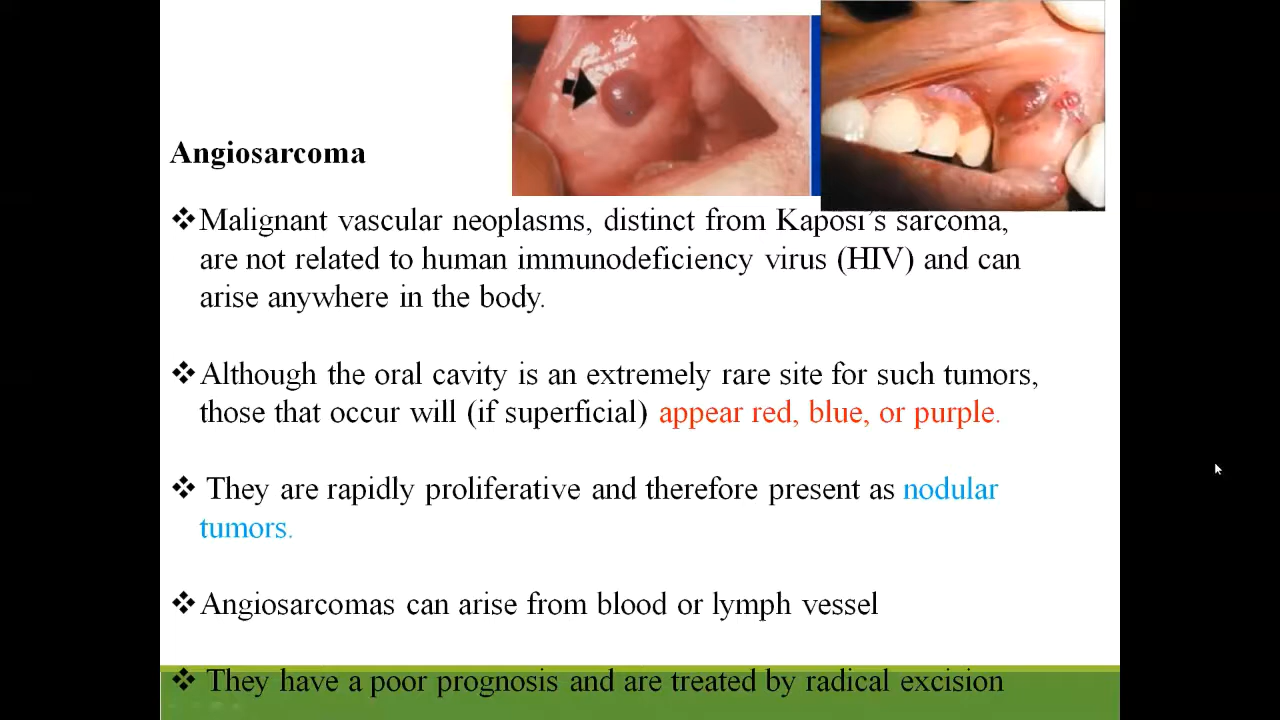 Angiosarcoma
❖Malignant vascular neoplasms, distinct from Kaposi's sarcoma,
are not related to human immunodeficiency virus (HIV) and can
arise anywhere in the body.
❖Although the oral cavity is an extremely rare site for such tumors,
those that occur will (if superficial) appear red, blue, or purple.
❖ They are rapidly proliferative and therefore present as nodular
tumors.
❖Angiosarcomas can arise from blood or lymph vessel
❖ They have a poor prognosis and are treated by radical excision